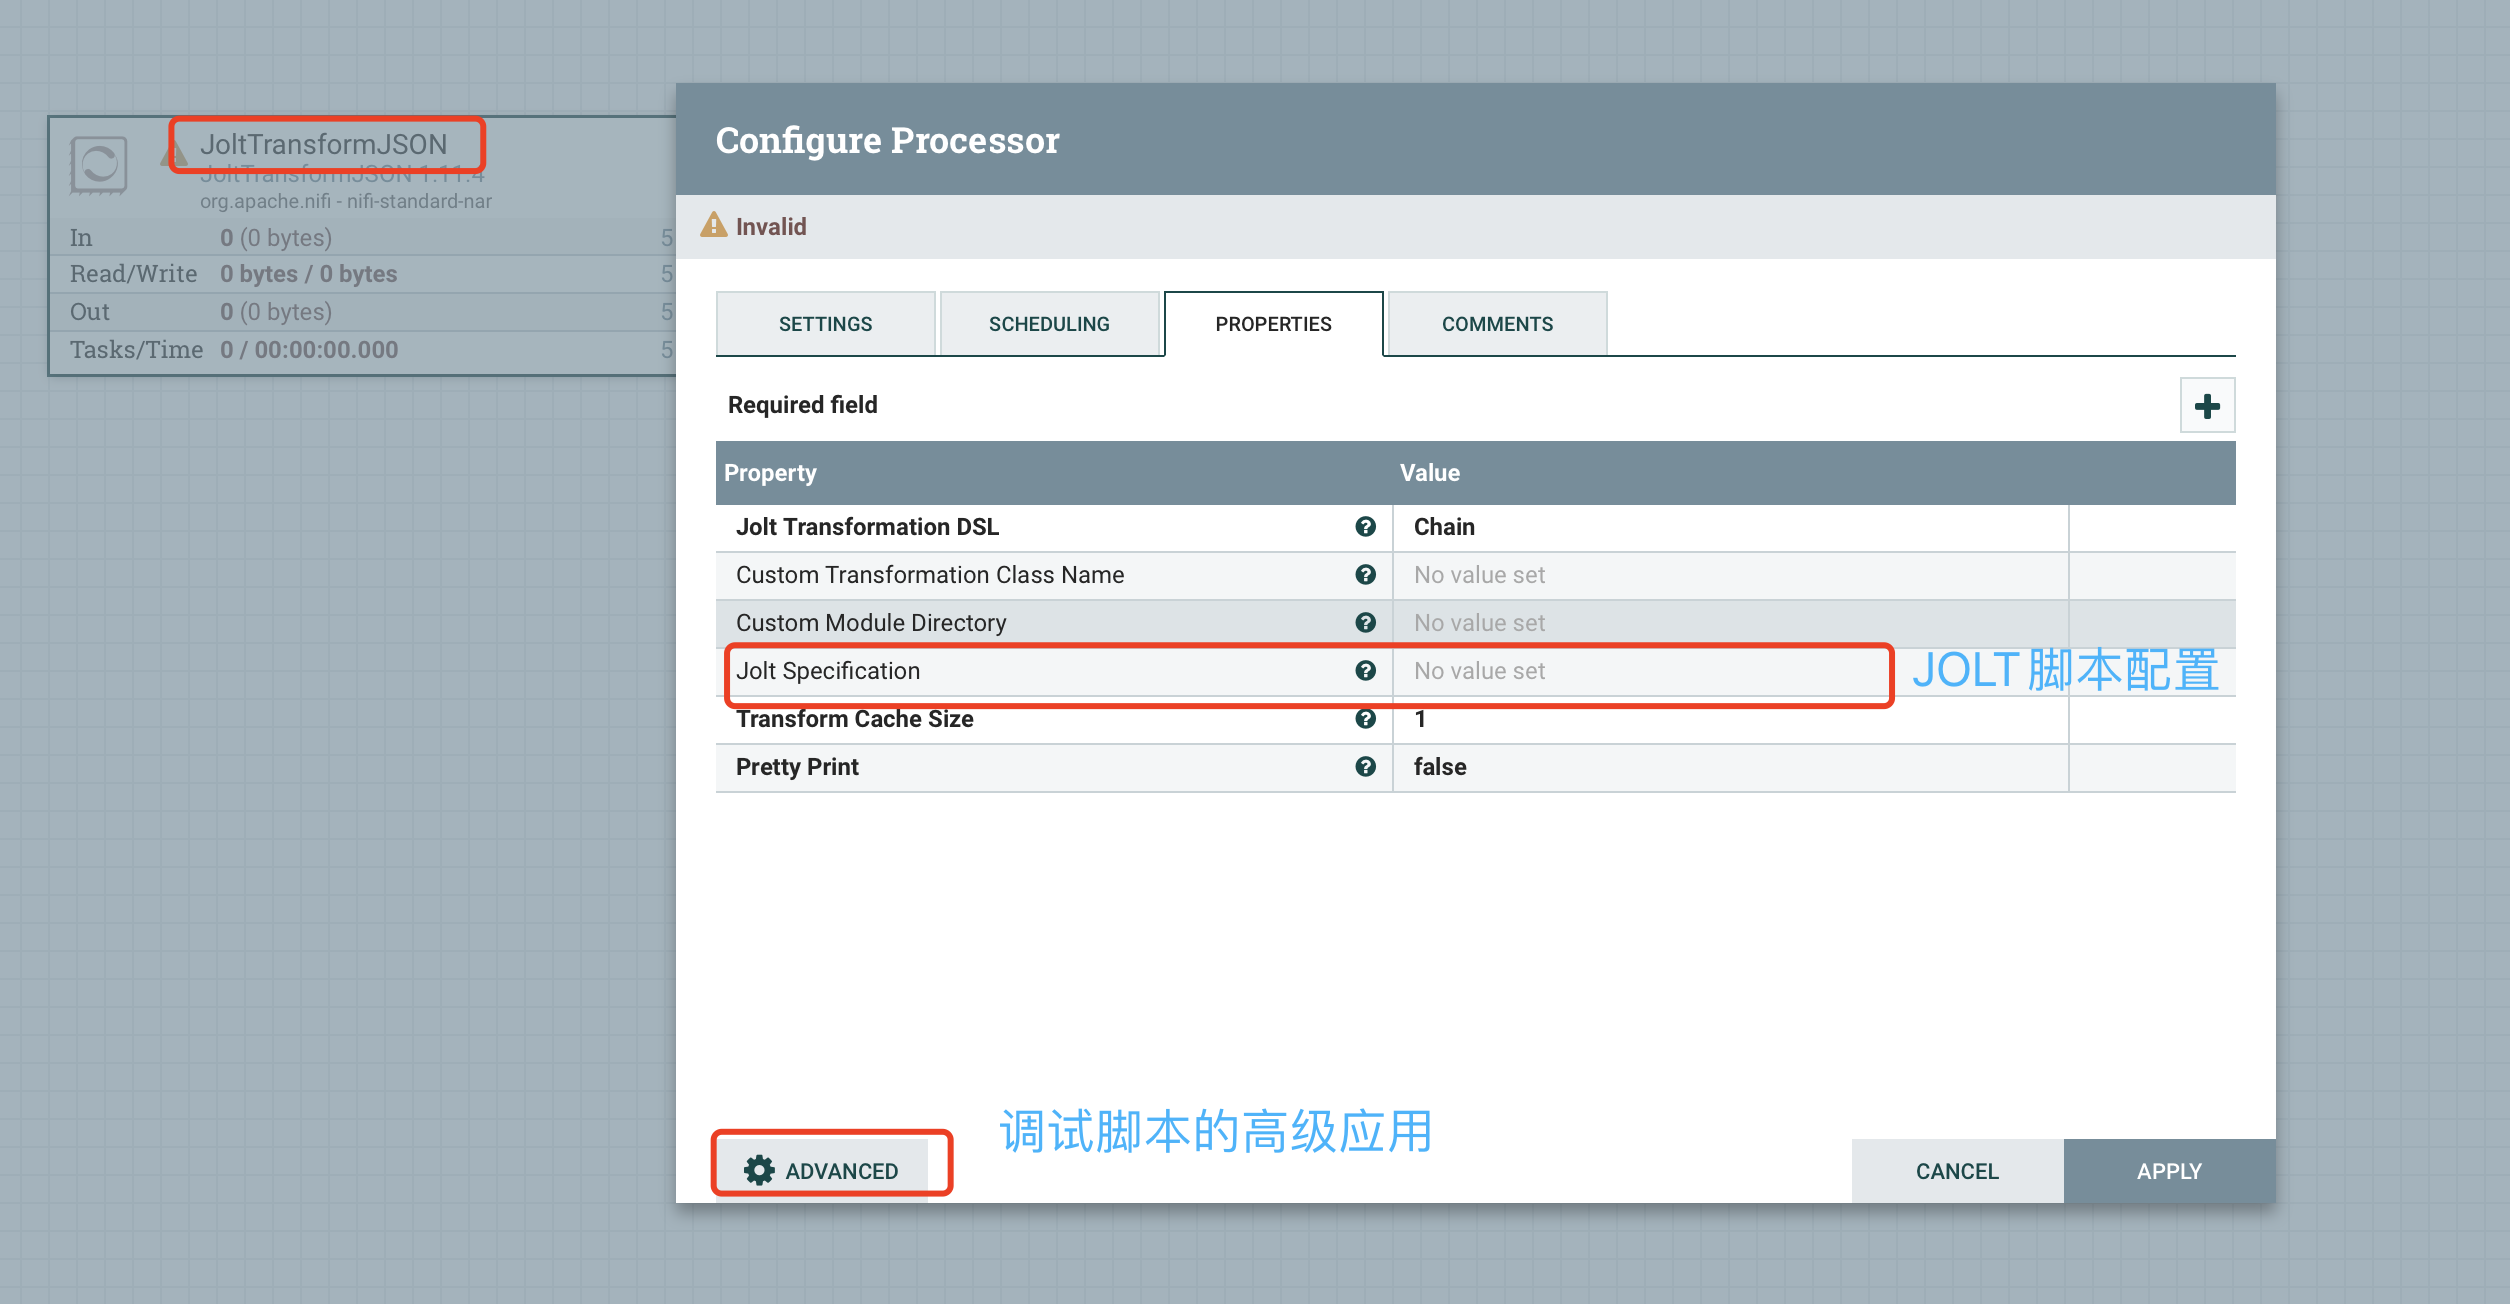 JoltTransformJSON
JoltTransformJSON 1.11.4
org.apache.nifi - nifi-standard-nar
In 0 (0 bytes) 5
Read/Write 0 bytes / 0 bytes 5
Out 0 (0 bytes) 5
Tasks/Time 0 / 00:00:00.000 5
Configure Processor
Invalid
SETTINGS SCHEDULING PROPERTIES COMMENTS
Required field
Property Value
Jolt Transformation DSL Chain
Custom Transformation Class Name No value set
Custom Module Directory No value set
Jolt Specification No value set JOLT脚本配置
Transform Cache Size 1
Pretty Print false
调试脚本的高级应用
ADVANCED CANCEL APPLY